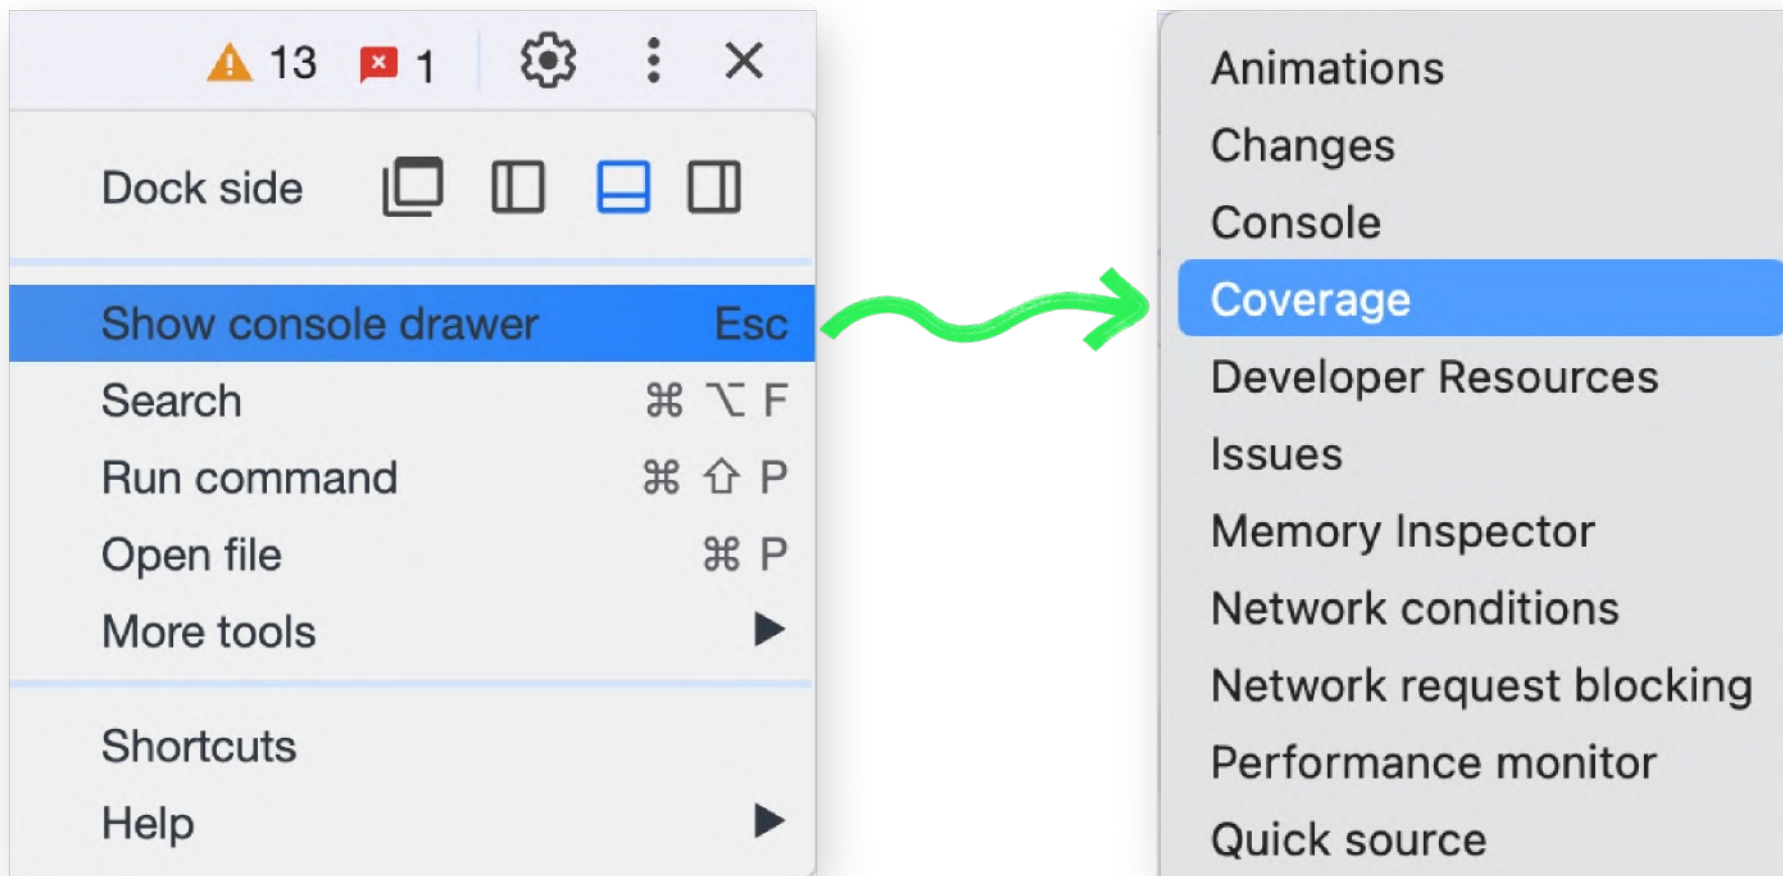 13 1
Dock side
Show console drawer Esc
Search ⌘ ⌥ F
Run command ⌘ ⇧ P
Open file ⌘ P
More tools ▶
Shortcuts
Help ▶
Animations
Changes
Console
Coverage
Developer Resources
Issues
Memory Inspector
Network conditions
Network request blocking
Performance monitor
Quick source